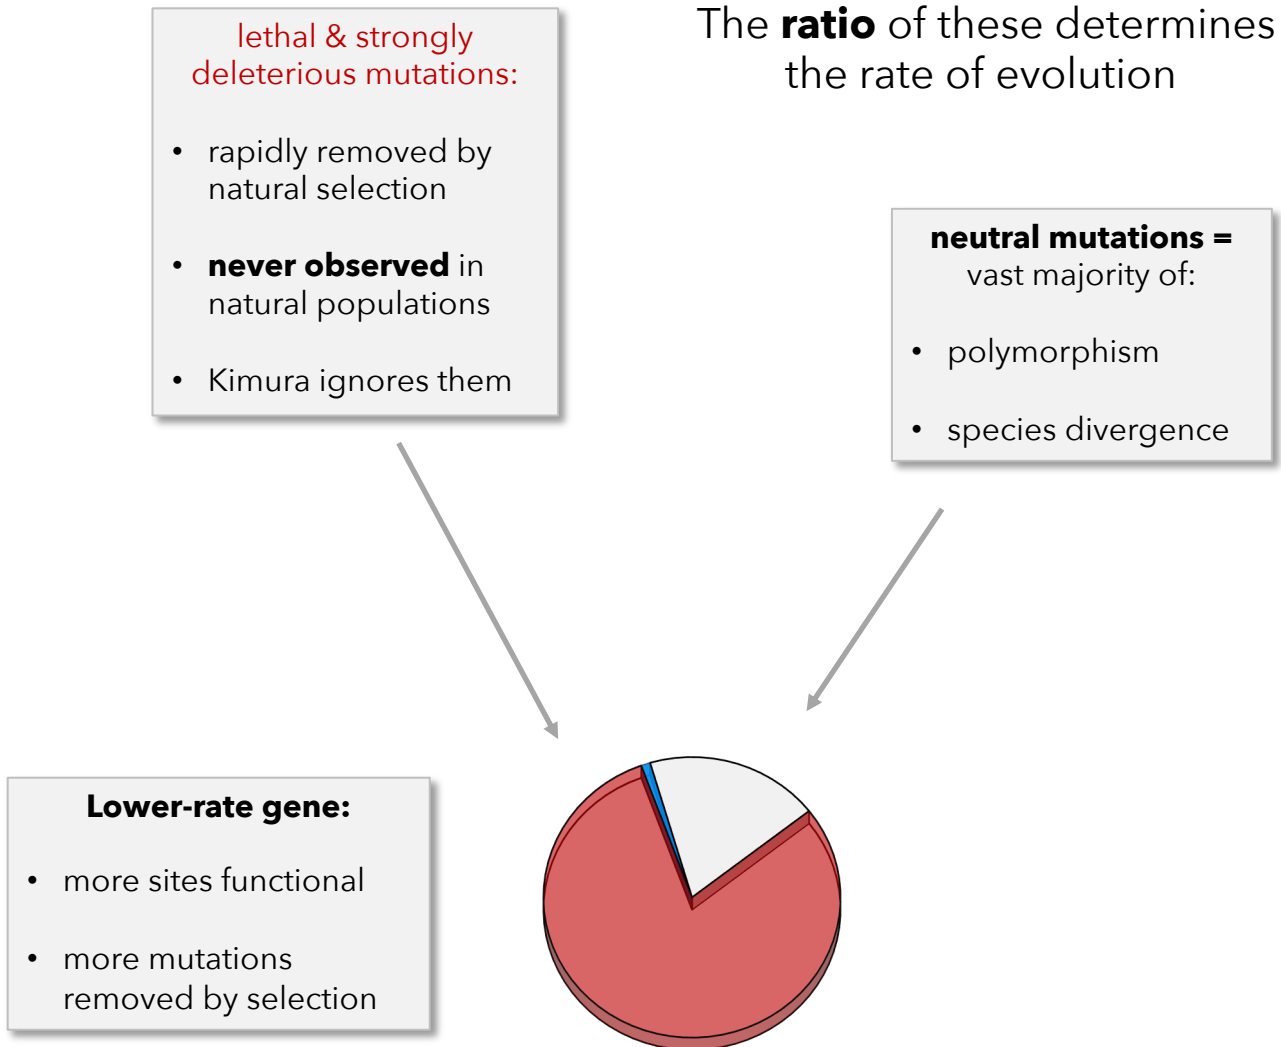 lethal & strongly
deleterious mutations:
• rapidly removed by
natural selection
• never observed in
natural populations
• Kimura ignores them
The ratio of these determines
the rate of evolution
neutral mutations =
vast majority of:
• polymorphism
• species divergence
Lower-rate gene:
• more sites functional
• more mutations
removed by selection